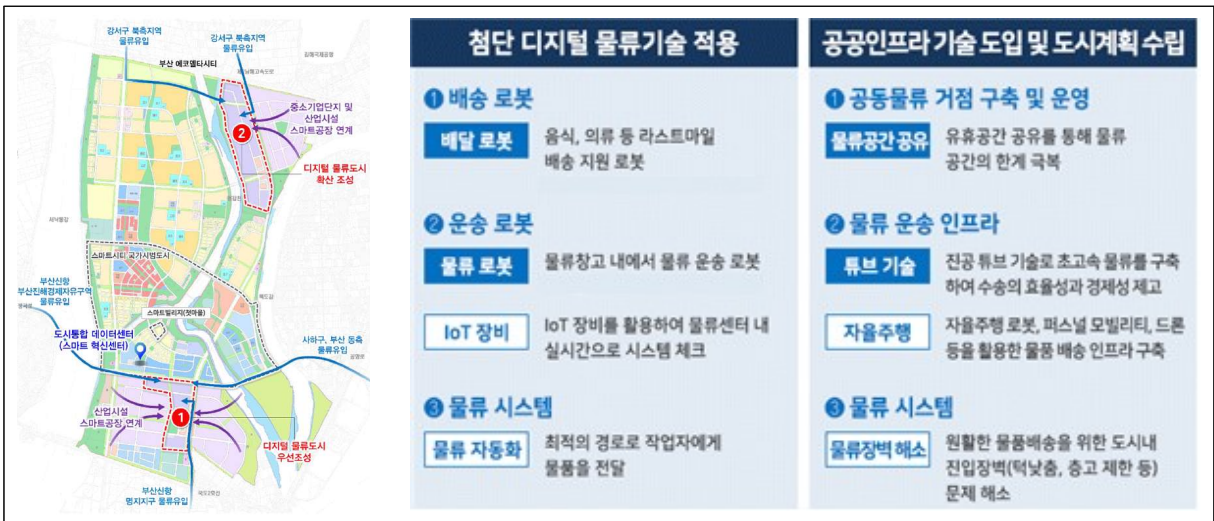 강서구 북측지역
물류유입
강서구 북측지역
물류유입
부산 에코델타시티
중소기업단지 및
산업시설
스마트공장 연계
2
디지털 물류도시
확산 조성
스마트시티 국가시범도시
부산신항
부산진해경제자유구역
물류유입
스마트빌리지(첫마을)
도시통합 데이터센터
(스마트 혁신센터)
사하구, 부산 동측
물류유입
산업시설
스마트공장 연계
1
디지털 물류도시
우선조성
부산신항
명지지구 물류유입
첨단 디지털 물류기술 적용
❶ 배송 로봇
배달 로봇
음식, 의류 등 라스트마일
배송 지원 로봇
❷ 운송 로봇
물류 로봇
물류창고 내에서 물류 운송 로봇
IoT 장비
IoT 장비를 활용하여 물류센터 내
실시간으로 시스템 체크
❸ 물류 시스템
물류 자동화
최적의 경로로 작업자에게
물품을 전달
공공인프라 기술 도입 및 도시계획 수립
❶ 공동물류 거점 구축 및 운영
물류공간 공유
유휴공간 공유를 통해 물류
공간의 한계 극복
❷ 물류 운송 인프라
튜브 기술
진공 튜브 기술로 초고속 물류를 구축
하여 수송의 효율성과 경제성 제고
자율주행
자율주행 로봇, 퍼스널 모빌리티, 드론
등을 활용한 물품 배송 인프라 구축
❸ 물류 시스템
물류장벽 해소
원활한 물품배송을 위한 도시내
진입장벽(턱낮춤, 층고 제한 등)
문제 해소